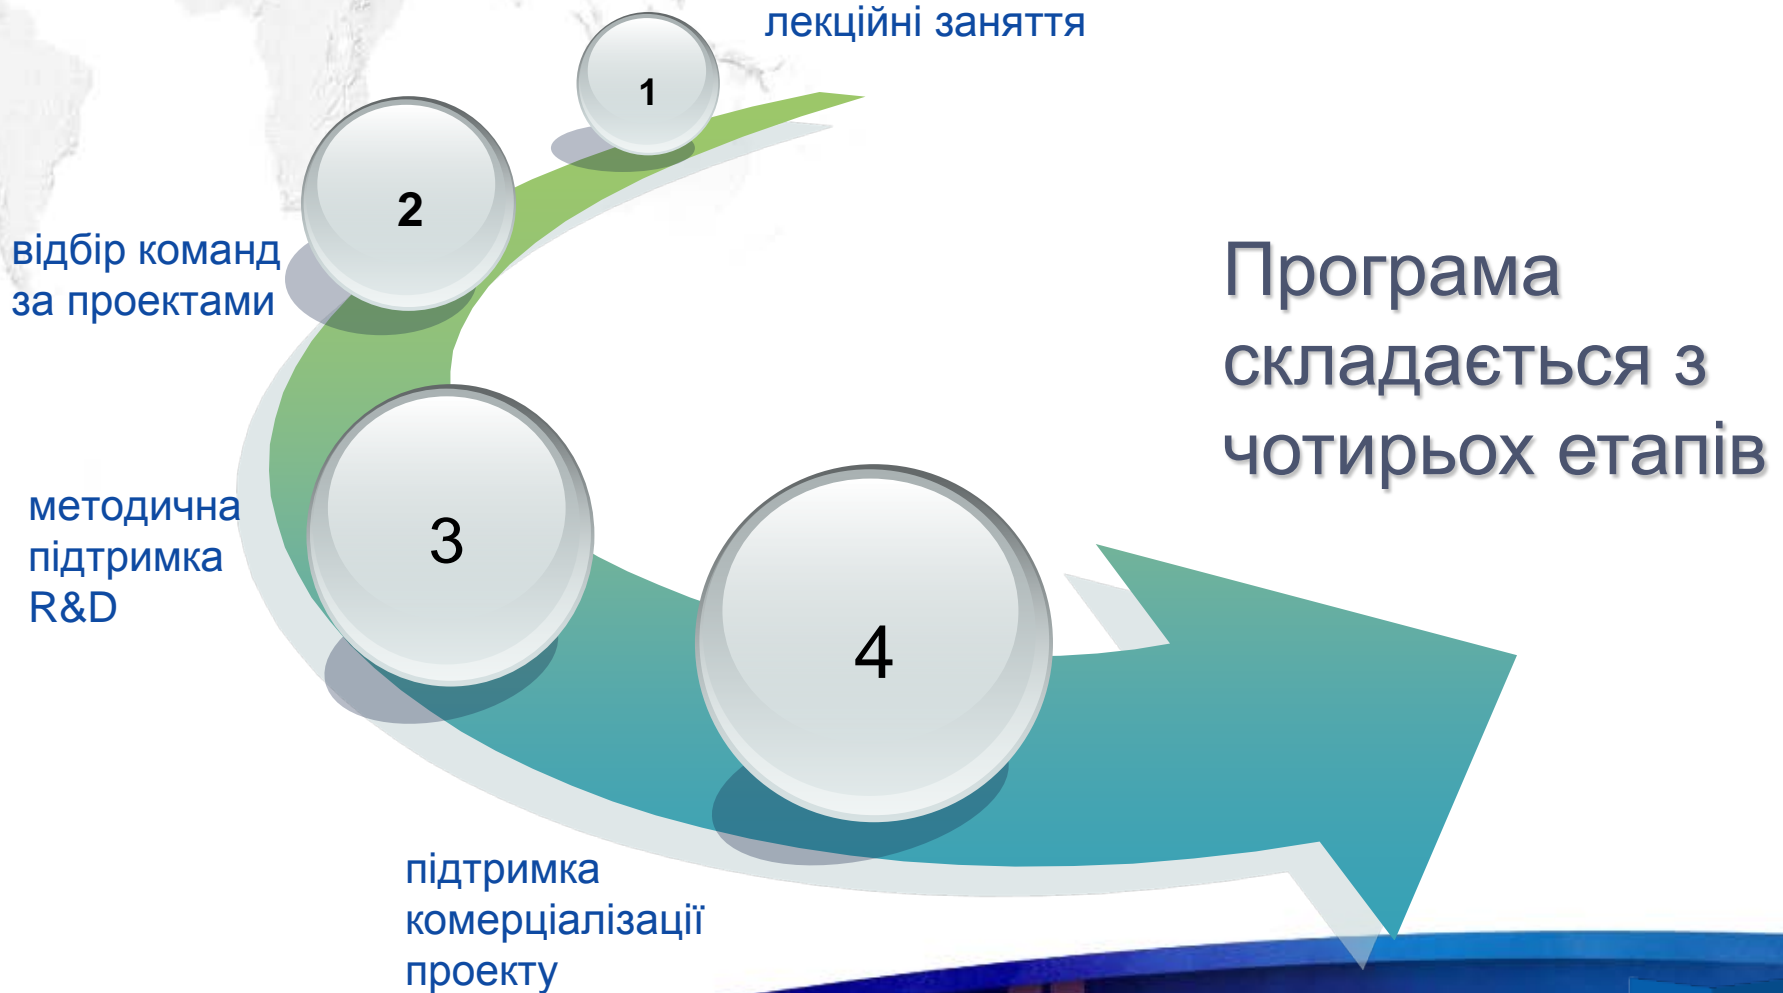 лекційні заняття
1
2
відбір команд
за проектами
Програма
складається з
чотирьох етапів
методична
підтримка
R&D
3
4
підтримка
комерціалізації
проекту